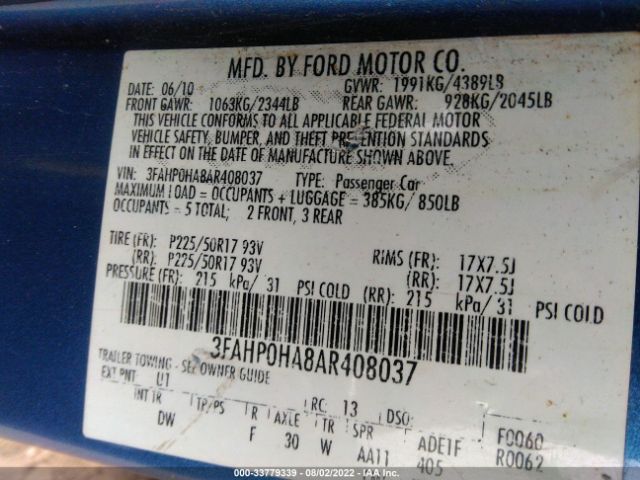 MFD. BY FORD MOTOR CO.
DATE: 06/10 GVWR: 1991KG/4389LB
FRONT GAWR: 1063KG/2344LB REAR GAWR: 928KG/2045LB
THIS VEHICLE CONFORMS TO ALL APPLICABLE FEDERAL MOTOR
VEHICLE SAFETY, BUMPER, AND THEFT PREVENTION STANDARDS
IN EFFECT ON THE DATE OF MANUFACTURE SHOWN ABOVE.
VIN: 3FAHP0HA8AR408037 TYPE: Passenger Car
MAXIMUM LOAD = OCCUPANTS + LUGGAGE = 385KG/ 850LB
OCCUPANTS = 5 TOTAL; 2 FRONT, 3 REAR
TIRE (FR): P225/50R17 93V RIMS (FR): 17X7.5J
(RR): P225/50R17 93V (RR): 17X7.5J
PRESSURE (FR): 215 kPa/ 31 PSI COLD (RR): 215 kPa/ 31 PSI COLD
3FAHP0HA8AR408037
TRAILER TOWING - SEE OWNER GUIDE
EXT PNT: U1 RC: 13 DSO:
INT TR TP/PS R AXLE TR SPR ADE1F F0060
DW F 30 W AA11 405 R0062
000-33779339 - 08/02/2022 - IAAI.COM